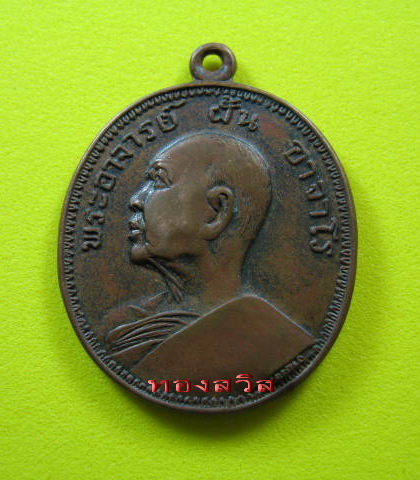 พระอาจารย์ ฝั้น อาจาโร
ทองสวิส